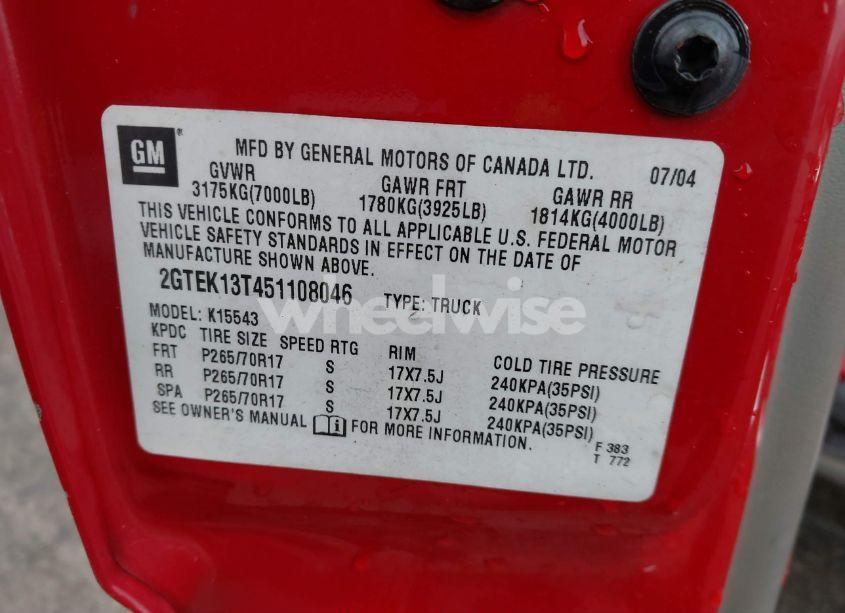 GM®
MFD BY GENERAL MOTORS OF CANADA LTD. 07/04
GVWR GAWR FRT GAWR RR
3175KG(7000LB) 1780KG(3925LB) 1814KG(4000LB)
THIS VEHICLE CONFORMS TO ALL APPLICABLE U.S. FEDERAL MOTOR
VEHICLE SAFETY STANDARDS IN EFFECT ON THE DATE OF
MANUFACTURE SHOWN ABOVE.
2GTEK13T451108046 TYPE: TRUCK
wheelwise
MODEL: K15543
KPDC TIRE SIZE SPEED RTG RIM COLD TIRE PRESSURE
FRT P265/70R17 S 17X7.5J 240KPA(35PSI)
RR P265/70R17 S 17X7.5J 240KPA(35PSI)
SPA P265/70R17 S 17X7.5J 240KPA(35PSI)
SEE OWNER'S MANUAL FOR MORE INFORMATION.
F 383
T 772